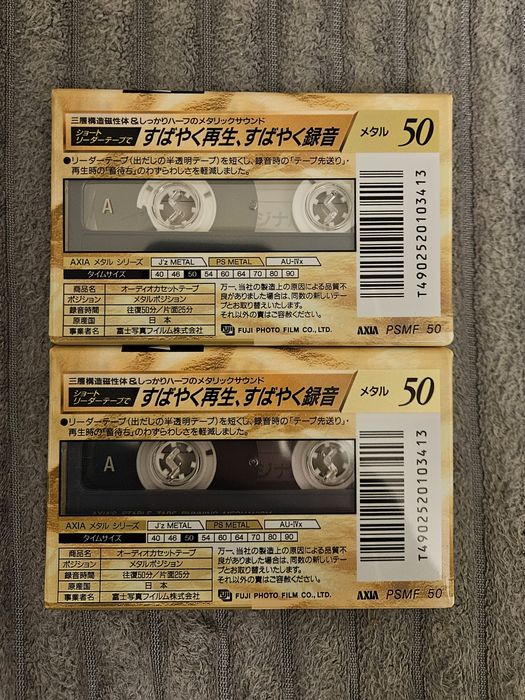 三層構造磁性体&しっかりハーフのメタリックサウンド
ショートリーダーテープで すばやく再生、すばやく録音
メタル 50
●リーダーテープ(出だしの半透明テープ)を短くし、録音時の「テープ先送り」・
再生時の「音待ち」のわずらわしさを軽減しました。
A
T4902520103413
AXIA メタル シリーズ J'z METAL PS METAL AU-Ⅳx
タイムサイズ 40 46 50 54 60 64 70 80 90
商品名 オーディオカセットテープ
ポジション メタルポジション
録音時間 往復50分/片面25分
原産国 日本
事業者名 富士写真フイルム株式会社
万一、当社の製造上の原因による品質不
良がありました場合は、同数の新しいテー
プとお取り替えいたします。
それ以外の責はご容赦ください。
FUJI PHOTO FILM CO., LTD.
AXIA PSMF 50
三層構造磁性体&しっかりハーフのメタリックサウンド
ショートリーダーテープで すばやく再生、すばやく録音
メタル 50
●リーダーテープ(出だしの半透明テープ)を短くし、録音時の「テープ先送り」・
再生時の「音待ち」のわずらわしさを軽減しました。
A
T4902520103413
AXIA メタル シリーズ J'z METAL PS METAL AU-Ⅳx
タイムサイズ 40 46 50 54 60 64 70 80 90
商品名 オーディオカセットテープ
ポジション メタルポジション
録音時間 往復50分/片面25分
原産国 日本
事業者名 富士写真フイルム株式会社
万一、当社の製造上の原因による品質不
良がありました場合は、同数の新しいテープ
とお取り替えいたします。
それ以外の責はご容赦ください。
FUJI PHOTO FILM CO., LTD.
AXIA PSMF 50